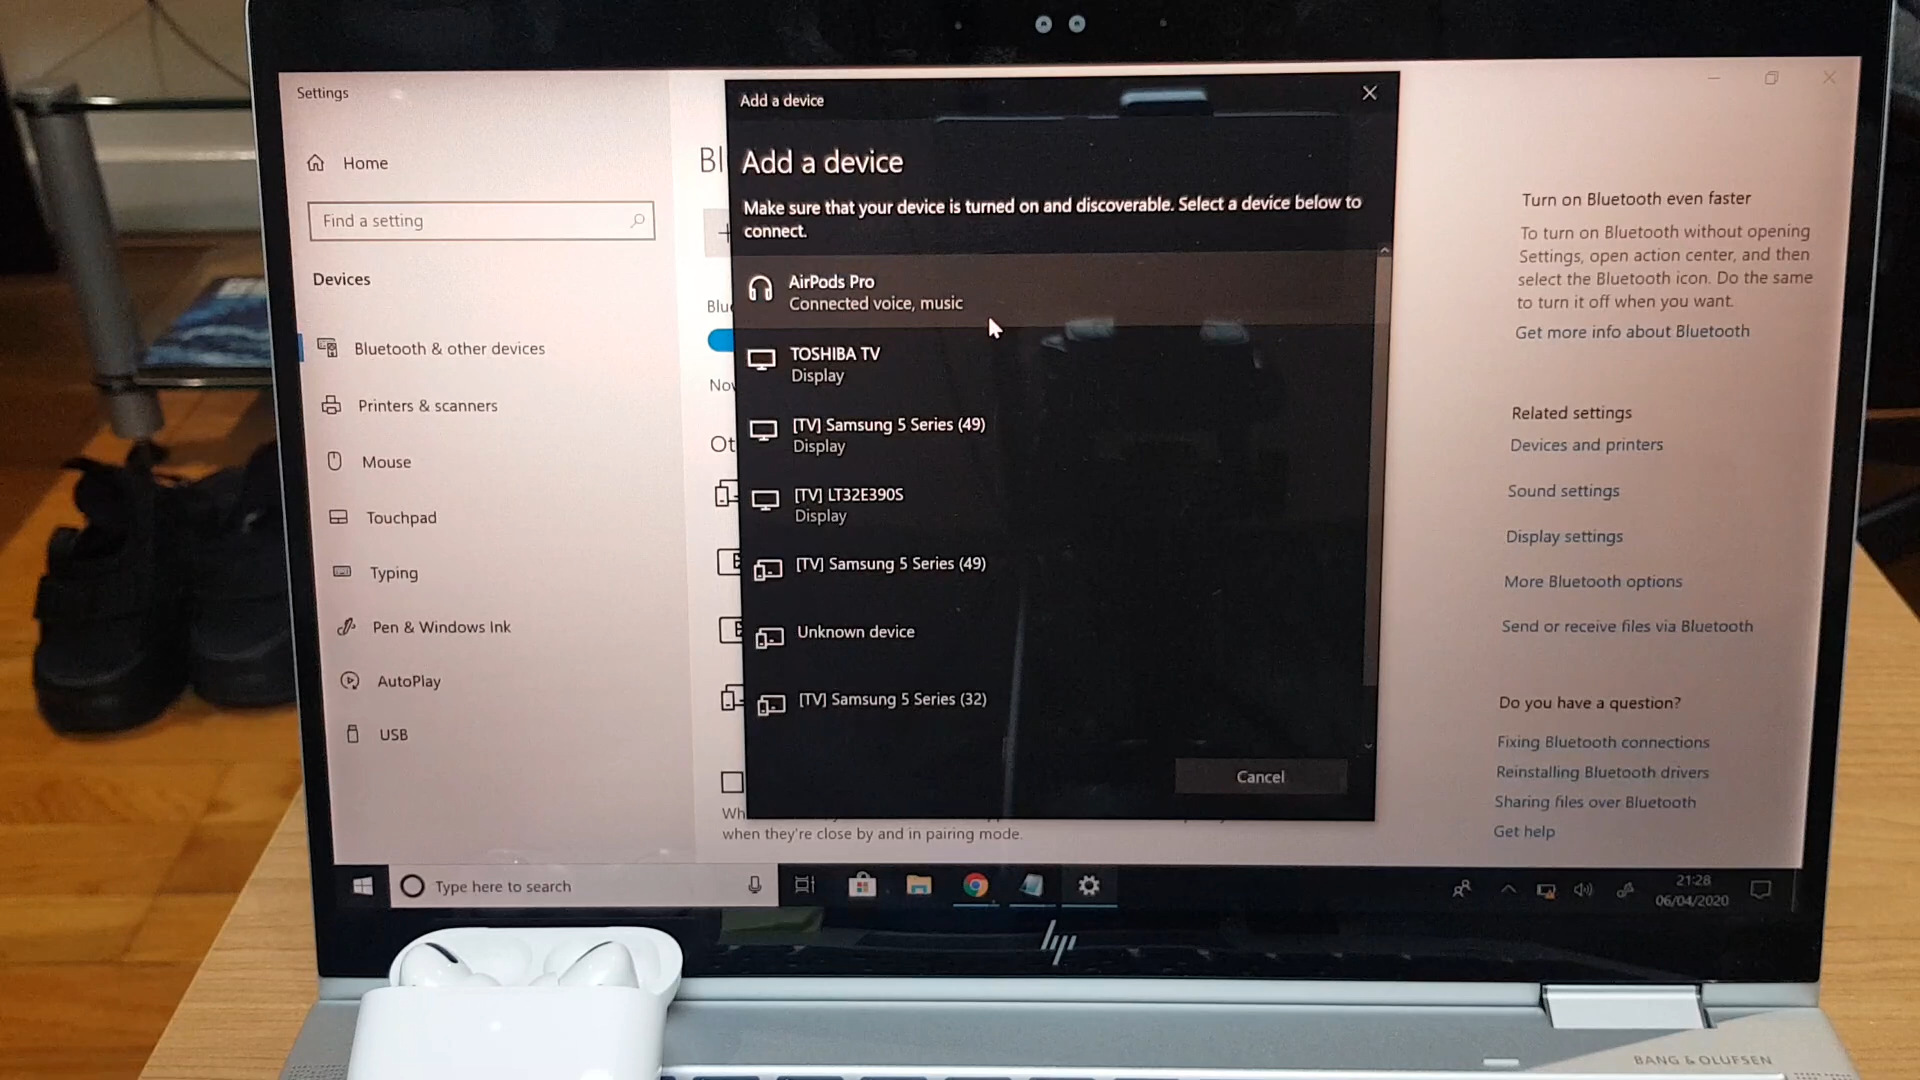 Settings
Home
Find a setting
Devices
Bluetooth & other devices
Printers & scanners
Mouse
Touchpad
Typing
Pen & Windows Ink
AutoPlay
USB
Bl
Blu
No
Ot
Wh
when they're close by and in pairing mode.
Add a device
Add a device
Make sure that your device is turned on and discoverable. Select a device below to
connect.
AirPods Pro
Connected voice, music
TOSHIBA TV
Display
[TV] Samsung 5 Series (49)
Display
[TV] LT32E390S
Display
[TV] Samsung 5 Series (49)
Unknown device
[TV] Samsung 5 Series (32)
Cancel
Turn on Bluetooth even faster
To turn on Bluetooth without opening
Settings, open action center, and then
select the Bluetooth icon. Do the same
to turn it off when you want.
Get more info about Bluetooth
Related settings
Devices and printers
Sound settings
Display settings
More Bluetooth options
Send or receive files via Bluetooth
Do you have a question?
Fixing Bluetooth connections
Reinstalling Bluetooth drivers
Sharing files over Bluetooth
Get help
Type here to search
21:28
06/04/2020
hp
BANG & OLUFSEN